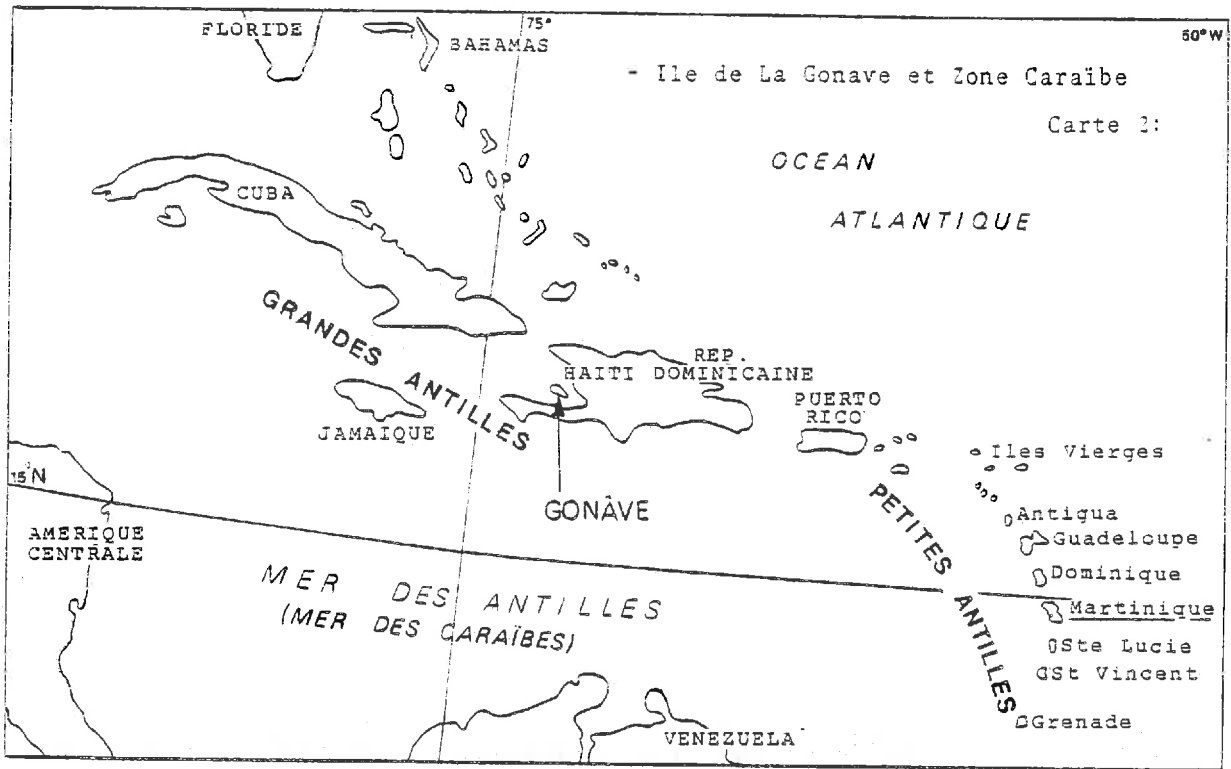 FLORIDE
BAHAMAS
75°
50°W
- Ile de La Gonave et Zone Caraïbe
Carte 2:
OCEAN
ATLANTIQUE
CUBA
GRANDES ANTILLES
REP.
HAITI DOMINICAINE
PUERTO
RICO
JAMAIQUE
Iles Vierges
15°N
GONÂVE
PETITES ANTILLES
Antigua
AMERIQUE
CENTRALE
Guadeloupe
Dominique
MER DES ANTILLES
(MER DES CARAÏBES)
Martinique
Ste Lucie
St Vincent
Grenade
VENEZUELA